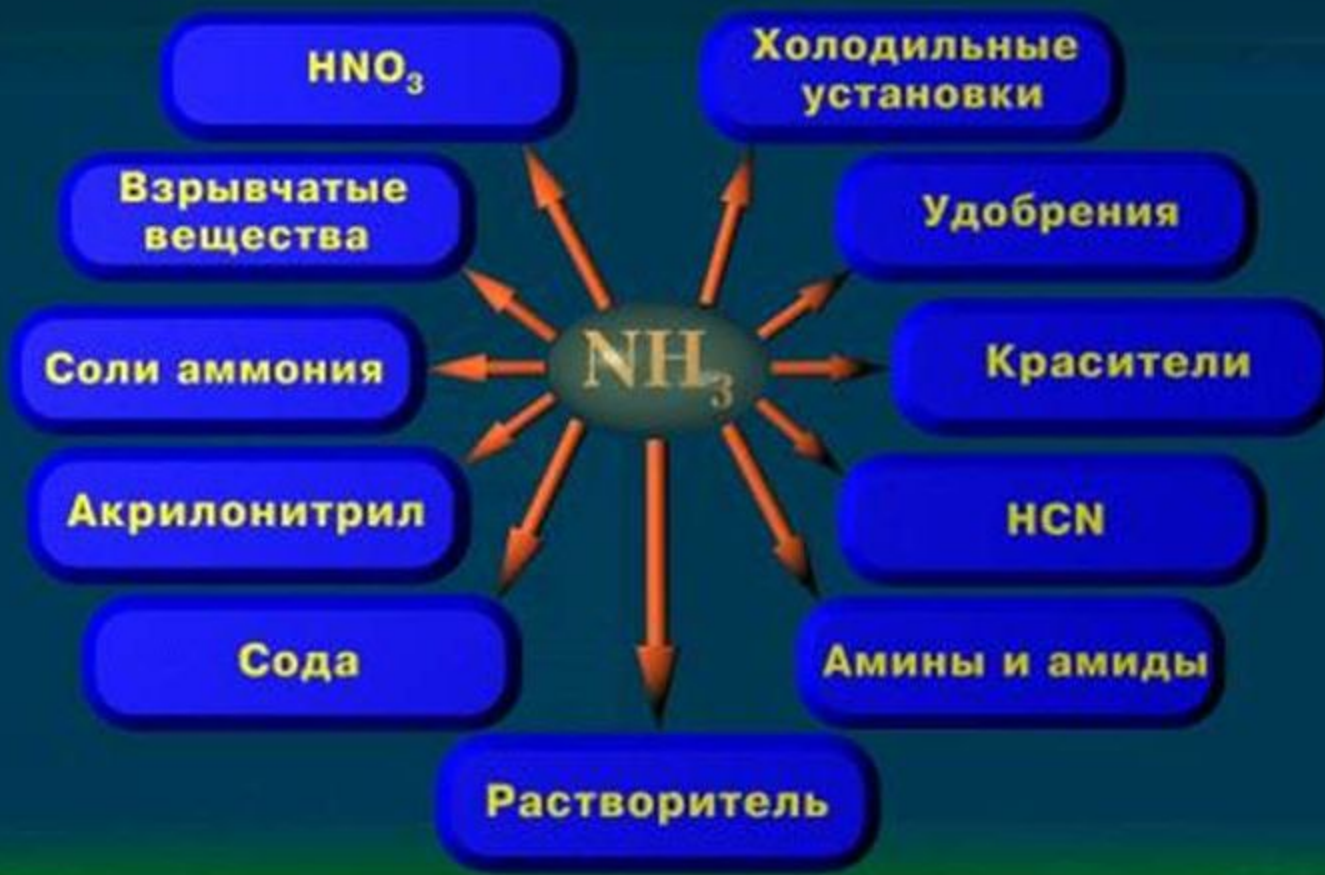 HNO₃
Холодильные
установки
Взрывчатые
вещества
Удобрения
NH₃
Соли аммония
Красители
Акрилонитрил
HCN
Сода
Амины и амиды
Растворитель